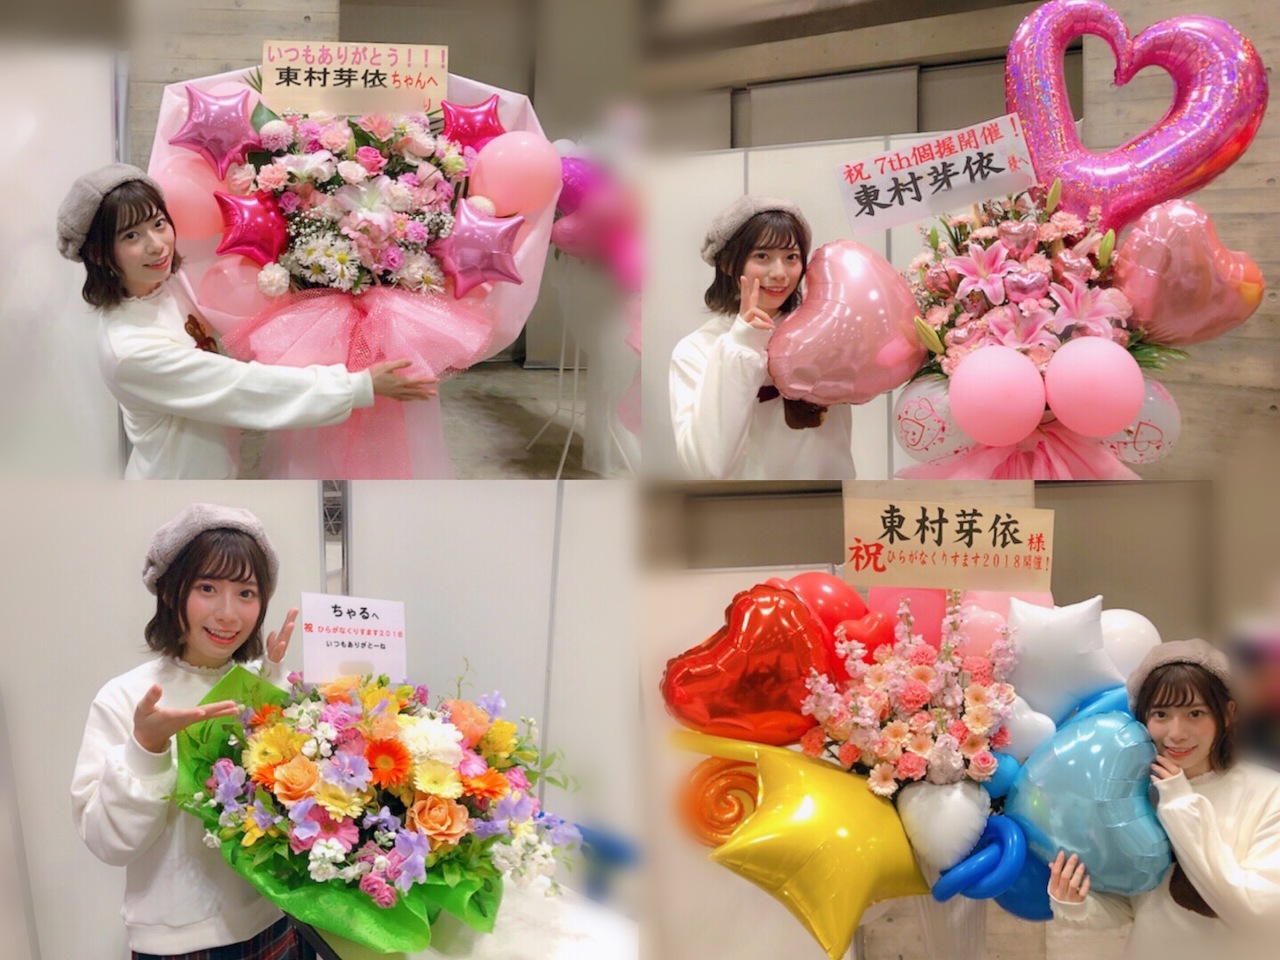 いつもありがとう！！！
東村芽依ちゃんへ
り
祝 7th個握開催！
東村芽依様へ
ちゃるへ
祝 ひらがなくりすます2018
いつもありがとーね
東村芽依様
祝ひらがなくりすます2018開催！